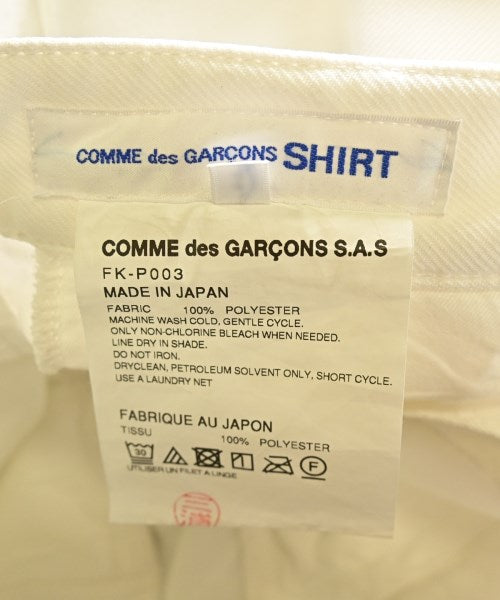 COMME des GARCONS SHIRT
COMME des GARÇONS S.A.S
FK-P003
MADE IN JAPAN
FABRIC 100% POLYESTER
MACHINE WASH COLD, GENTLE CYCLE.
ONLY NON-CHLORINE BLEACH WHEN NEEDED.
LINE DRY IN SHADE.
DO NOT IRON.
DRYCLEAN, PETROLEUM SOLVENT ONLY, SHORT CYCLE.
USE A LAUNDRY NET
FABRIQUE AU JAPON
TISSU 100% POLYESTER
30 F
UTILISER UN FILET A LINGE